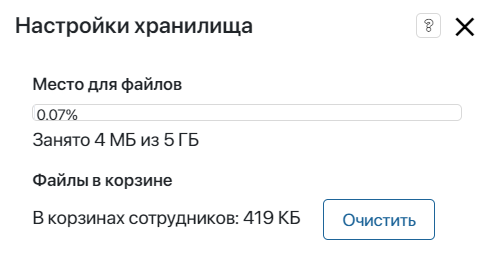 Настройки хранилища
?
Место для файлов
0.07%
Занято 4 МБ из 5 ГБ
Файлы в корзине
В корзинах сотрудников: 419 КБ
Очистить